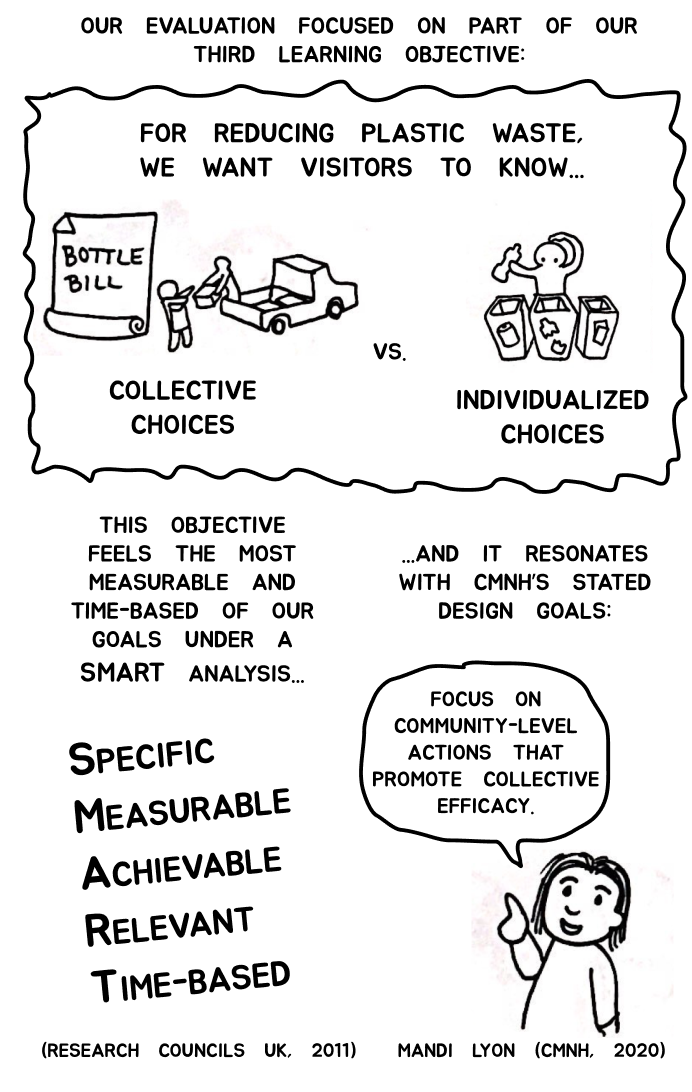 OUR EVALUATION FOCUSED ON PART OF OUR
THIRD LEARNING OBJECTIVE:
FOR REDUCING PLASTIC WASTE,
WE WANT VISITORS TO KNOW...
BOTTLE
BILL
VS.
COLLECTIVE
CHOICES
INDIVIDUALIZED
CHOICES
THIS OBJECTIVE
FEELS THE MOST
MEASURABLE AND
TIME-BASED OF OUR
GOALS UNDER A
SMART ANALYSIS...
...AND IT RESONATES
WITH CMNH'S STATED
DESIGN GOALS:
SPECIFIC
MEASURABLE
ACHIEVABLE
RELEVANT
TIME-BASED
FOCUS ON
COMMUNITY-LEVEL
ACTIONS THAT
PROMOTE COLLECTIVE
EFFICACY.
(RESEARCH COUNCILS UK, 2011)
MANDI LYON (CMNH, 2020)